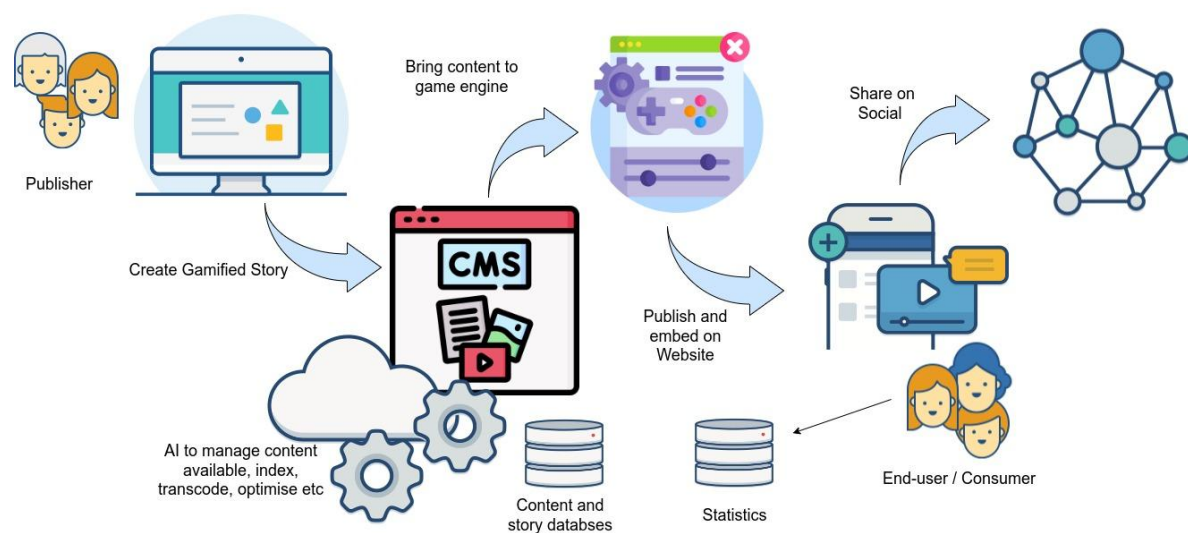 Publisher
Create Gamified Story
Bring content to
game engine
CMS
AI to manage content
available, index,
transcode, optimise etc
Content and
story databses
Publish and
embed on
Website
Statistics
Share on
Social
End-user / Consumer